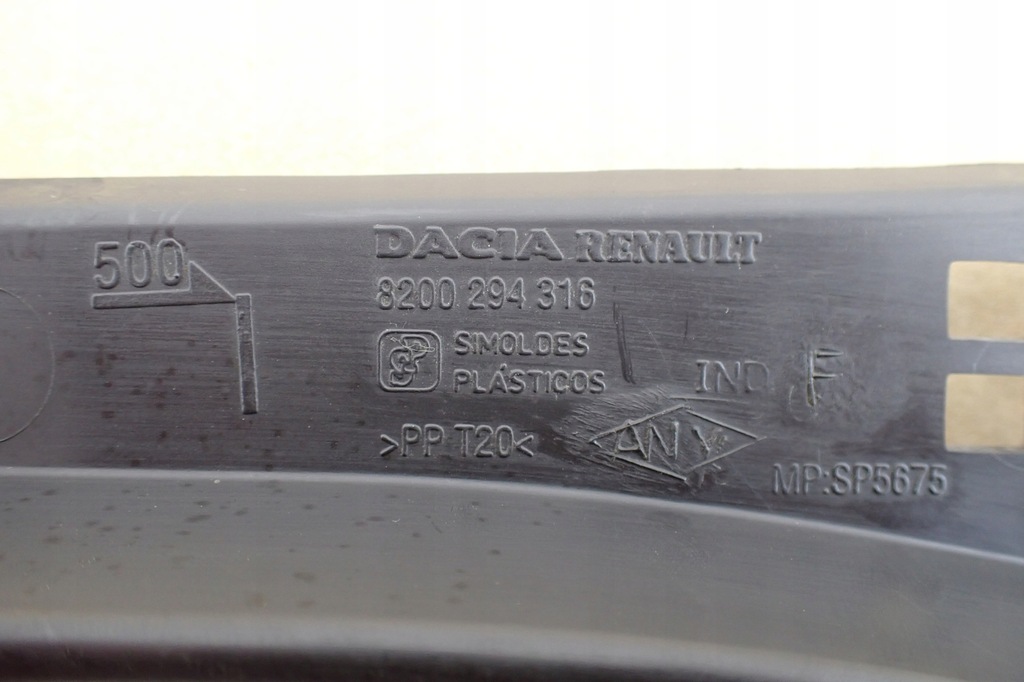 500
DACIA RENAULT
8200 294 316
SIMOLDES
PLÁSTICOS
IND F
>PP T20<
ANY
MP:SP5675